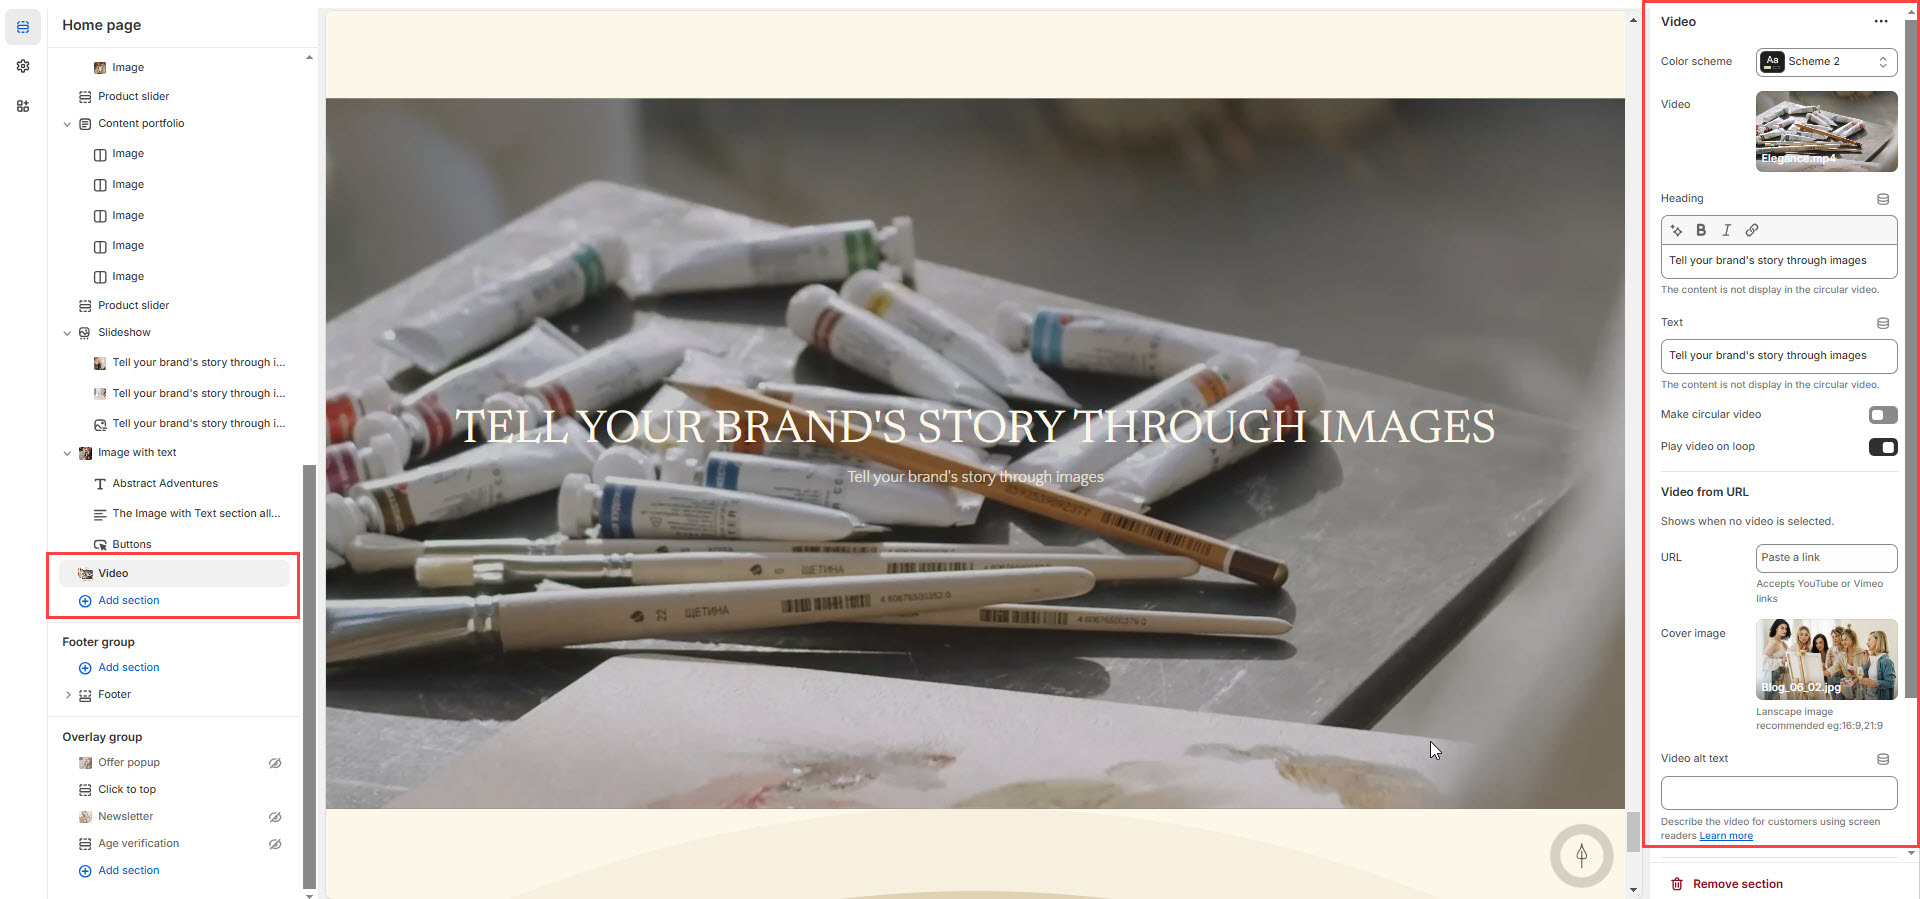 Home page
Image
Product slider
Content portfolio
Image
Image
Image
Image
Image
Product slider
Slideshow
Tell your brand's story through i...
Tell your brand's story through i...
Tell your brand's story through i...
Image with text
Abstract Adventures
The Image with Text section all...
Buttons
Video
Add section
Footer group
Add section
Footer
Overlay group
Offer popup
Click to top
Newsletter
Age verification
Add section
TELL YOUR BRAND'S STORY THROUGH IMAGES
Tell your brand's story through images
ЩЕТИНА
22 ЩЕТИНА
Video
Color scheme
Aa Scheme 2
Video
Elegance.mp4
Heading
B I
Tell your brand's story through images
The content is not display in the circular video.
Text
Tell your brand's story through images
The content is not display in the circular video.
Make circular video
Play video on loop
Video from URL
Shows when no video is selected.
URL
Paste a link
Accepts YouTube or Vimeo
links
Cover image
Blog_06_02.jpg
Lanscape image
recommended eg:16:9,21:9
Video alt text
Describe the video for customers using screen
readers Learn more
Remove section